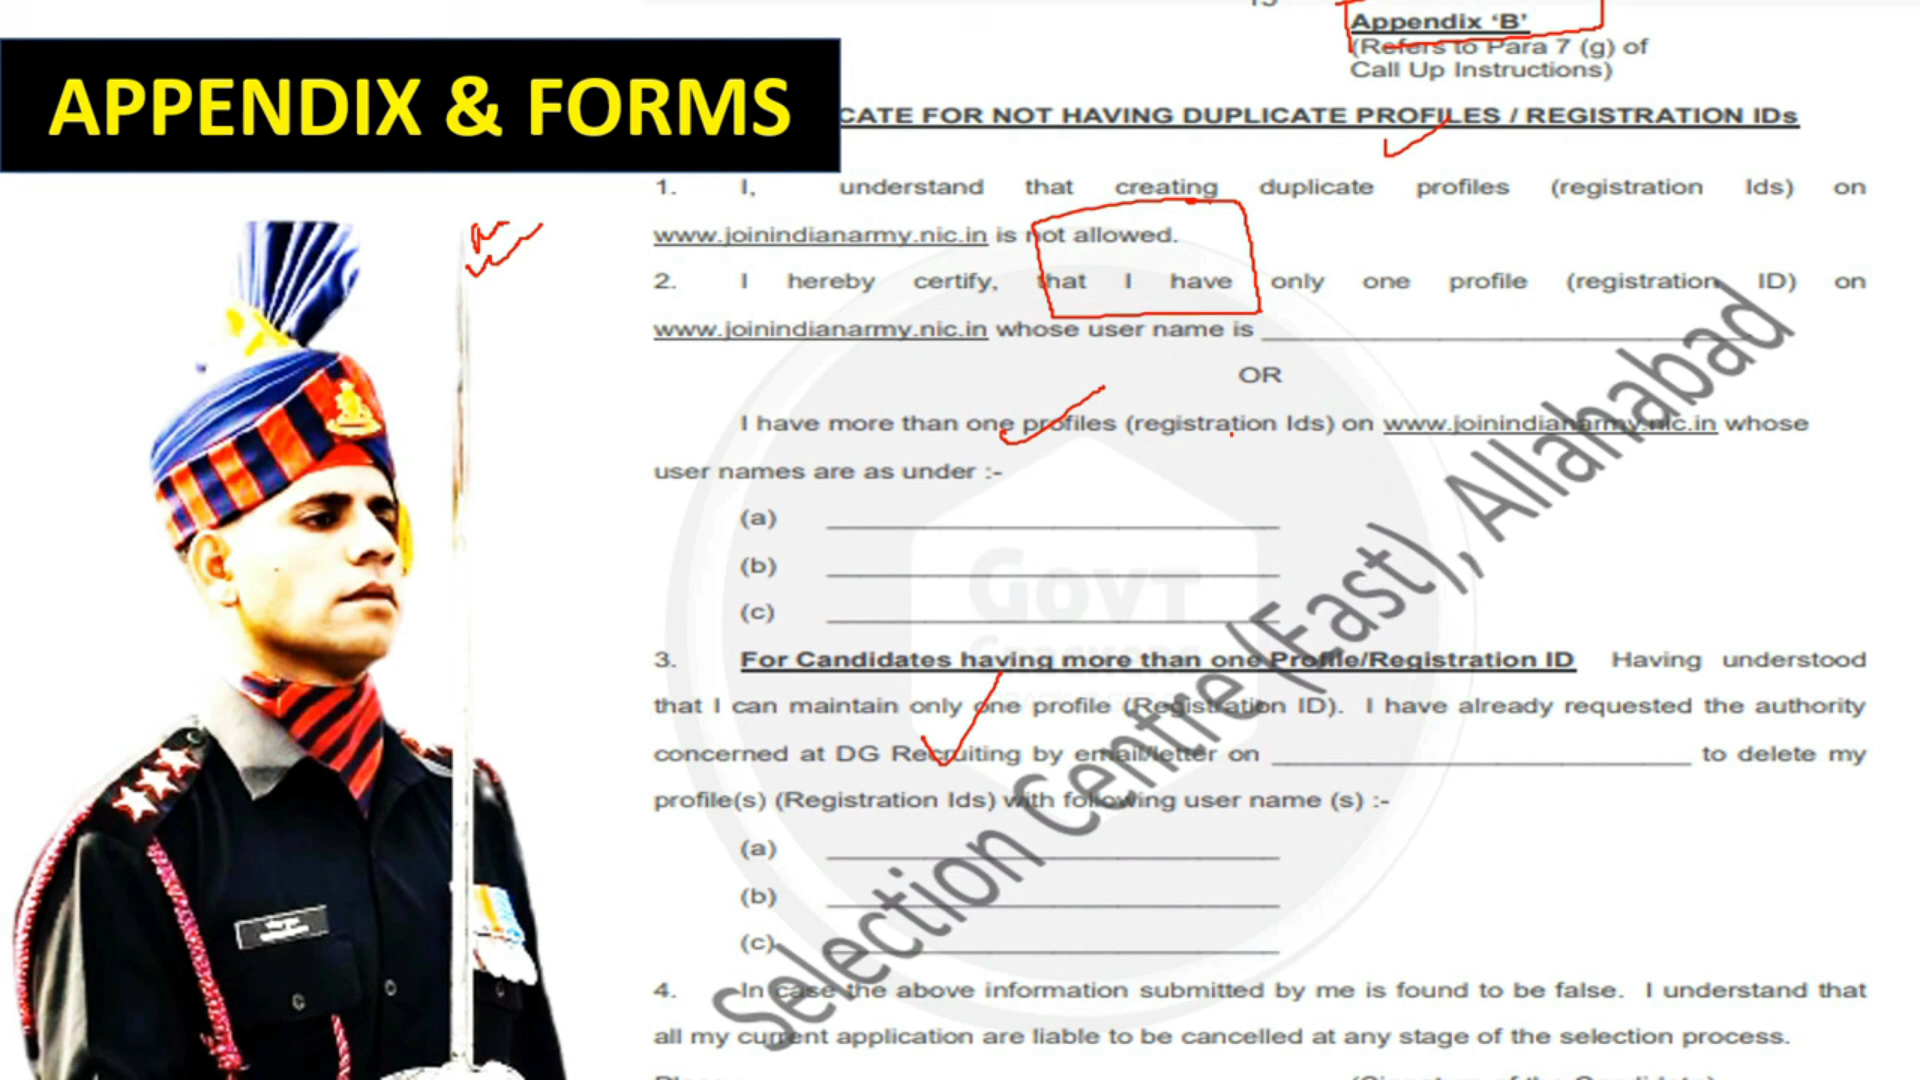 Appendix ‘B’
(Refers to Para 7 (g) of
Call Up Instructions)
APPENDIX & FORMS
CATE FOR NOT HAVING DUPLICATE PROFILES / REGISTRATION IDs
1. I, understand that creating duplicate profiles (registration Ids) on
www.joinindianarmy.nic.in is not allowed.
2. I hereby certify, that I have only one profile (registration ID) on
www.joinindianarmy.nic.in whose user name is
OR
I have more than one profiles (registration Ids) on www.joinindianarmy.nic.in whose
user names are as under :-
(a)
(b)
(c)
3. For Candidates having more than one Profile/Registration ID Having understood
that I can maintain only one profile (Registration ID). I have already requested the authority
concerned at DG Recruiting by email/letter on to delete my
profile(s) (Registration Ids) with following user name (s) :-
(a)
(b)
(c)
4. In case the above information submitted by me is found to be false. I understand that
all my current application are liable to be cancelled at any stage of the selection process.
Selection Centre (East), Allahabad
GOVT
Crackers